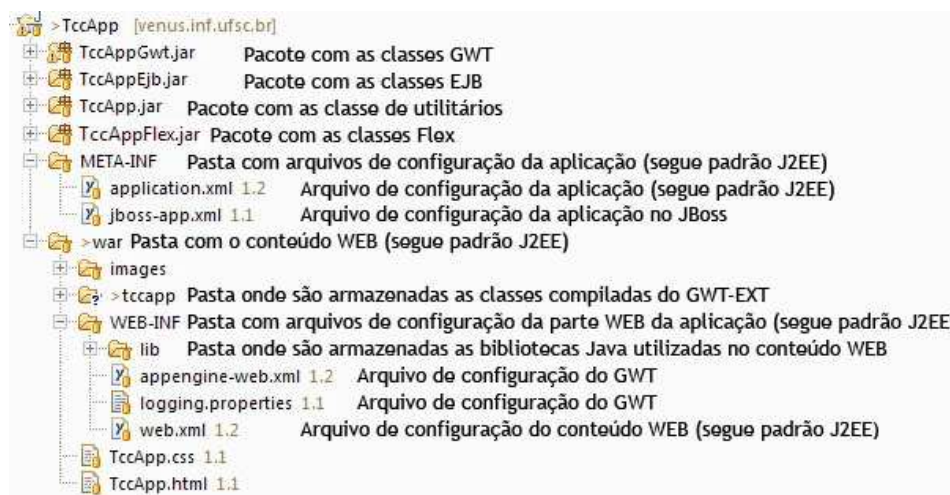 >TccApp [venus.inf.ufsc.br]
TccAppGwt.jar Pacote com as classes GWT
TccAppEjb.jar Pacote com as classes EJB
TccApp.jar Pacote com as classe de utilitários
TccAppFlex.jar Pacote com as classes Flex
META-INF Pasta com arquivos de configuração da aplicação (segue padrão J2EE)
application.xml 1.2 Arquivo de configuração da aplicação (segue padrão J2EE)
jboss-app.xml 1.1 Arquivo de configuração da aplicação no JBoss
>war Pasta com o conteúdo WEB (segue padrão J2EE)
images
>tccapp Pasta onde são armazenadas as classes compiladas do GWT-EXT
WEB-INF Pasta com arquivos de configuração da parte WEB da aplicação (segue padrão J2EE
lib Pasta onde são armazenadas as bibliotecas Java utilizadas no conteúdo WEB
appengine-web.xml 1.2 Arquivo de configuração do GWT
logging.properties 1.1 Arquivo de configuração do GWT
web.xml 1.2 Arquivo de configuração do conteúdo WEB (segue padrão J2EE)
TccApp.css 1.1
TccApp.html 1.1